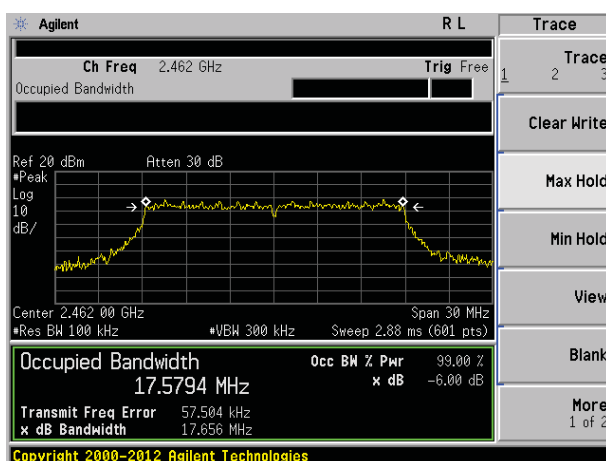 Agilent R L Trace
Ch Freq 2.462 GHz Trig Free
Occupied Bandwidth
Trace
1 2 3
Clear Write
Max Hold
Min Hold
View
Blank
More
1 of 2
Ref 20 dBm Atten 30 dB
#Peak
Log
10
dB/
Center 2.462 00 GHz Span 30 MHz
#Res BW 100 kHz #VBW 300 kHz Sweep 2.88 ms (601 pts)
Occupied Bandwidth Occ BW % Pwr 99.00 %
17.5794 MHz x dB -6.00 dB
Transmit Freq Error 57.504 kHz
x dB Bandwidth 17.656 MHz
Copyright 2000-2012 Agilent Technologies